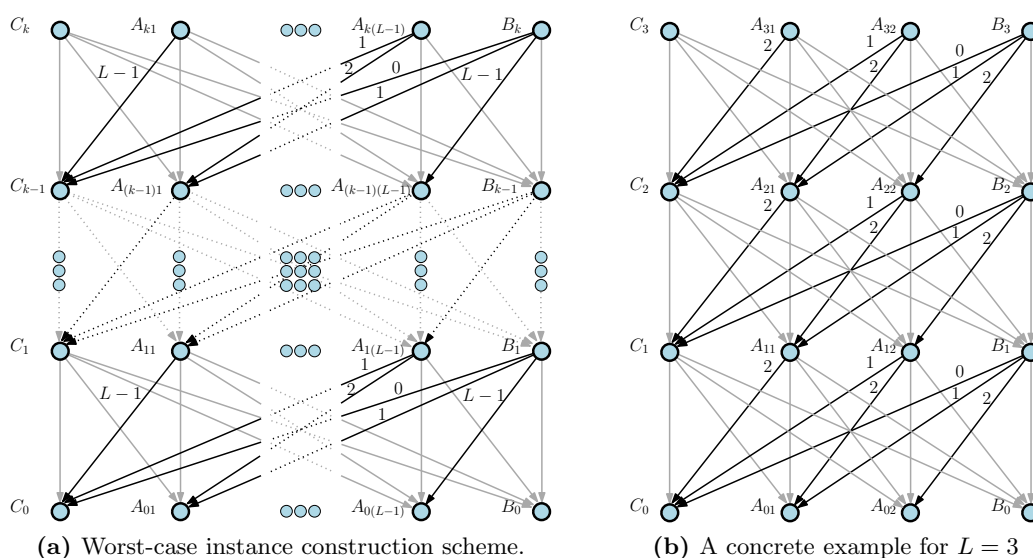 C_k A_{k1} A_{k(L−1)} B_k
1
L − 1 2 0 L − 1
1
C_{k−1} A_{(k−1)1} A_{(k−1)(L−1)} B_{k−1}
C_1 A_{11} A_{1(L−1)} B_1
1
L − 1 2 0 L − 1
1
C_0 A_{01} A_{0(L−1)} B_0
(a) Worst-case instance construction scheme.
C_3 A_{31} A_{32} B_3
2 1 2 0 1 2
C_2 A_{21} A_{22} B_2
2 1 2 0 1 2
C_1 A_{11} A_{12} B_1
2 1 2 0 1 2
C_0 A_{01} A_{02} B_0
(b) A concrete example for L = 3